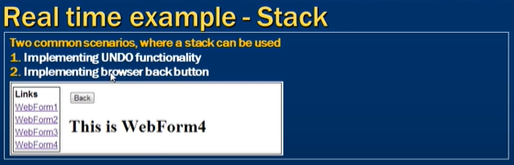 Real time example - Stack
Two common scenarios, where a stack can be used
1. Implementing UNDO functionality
2. Implementing browser back button
Links
WebForm1
WebForm2
WebForm3
WebForm4
Back
This is WebForm4